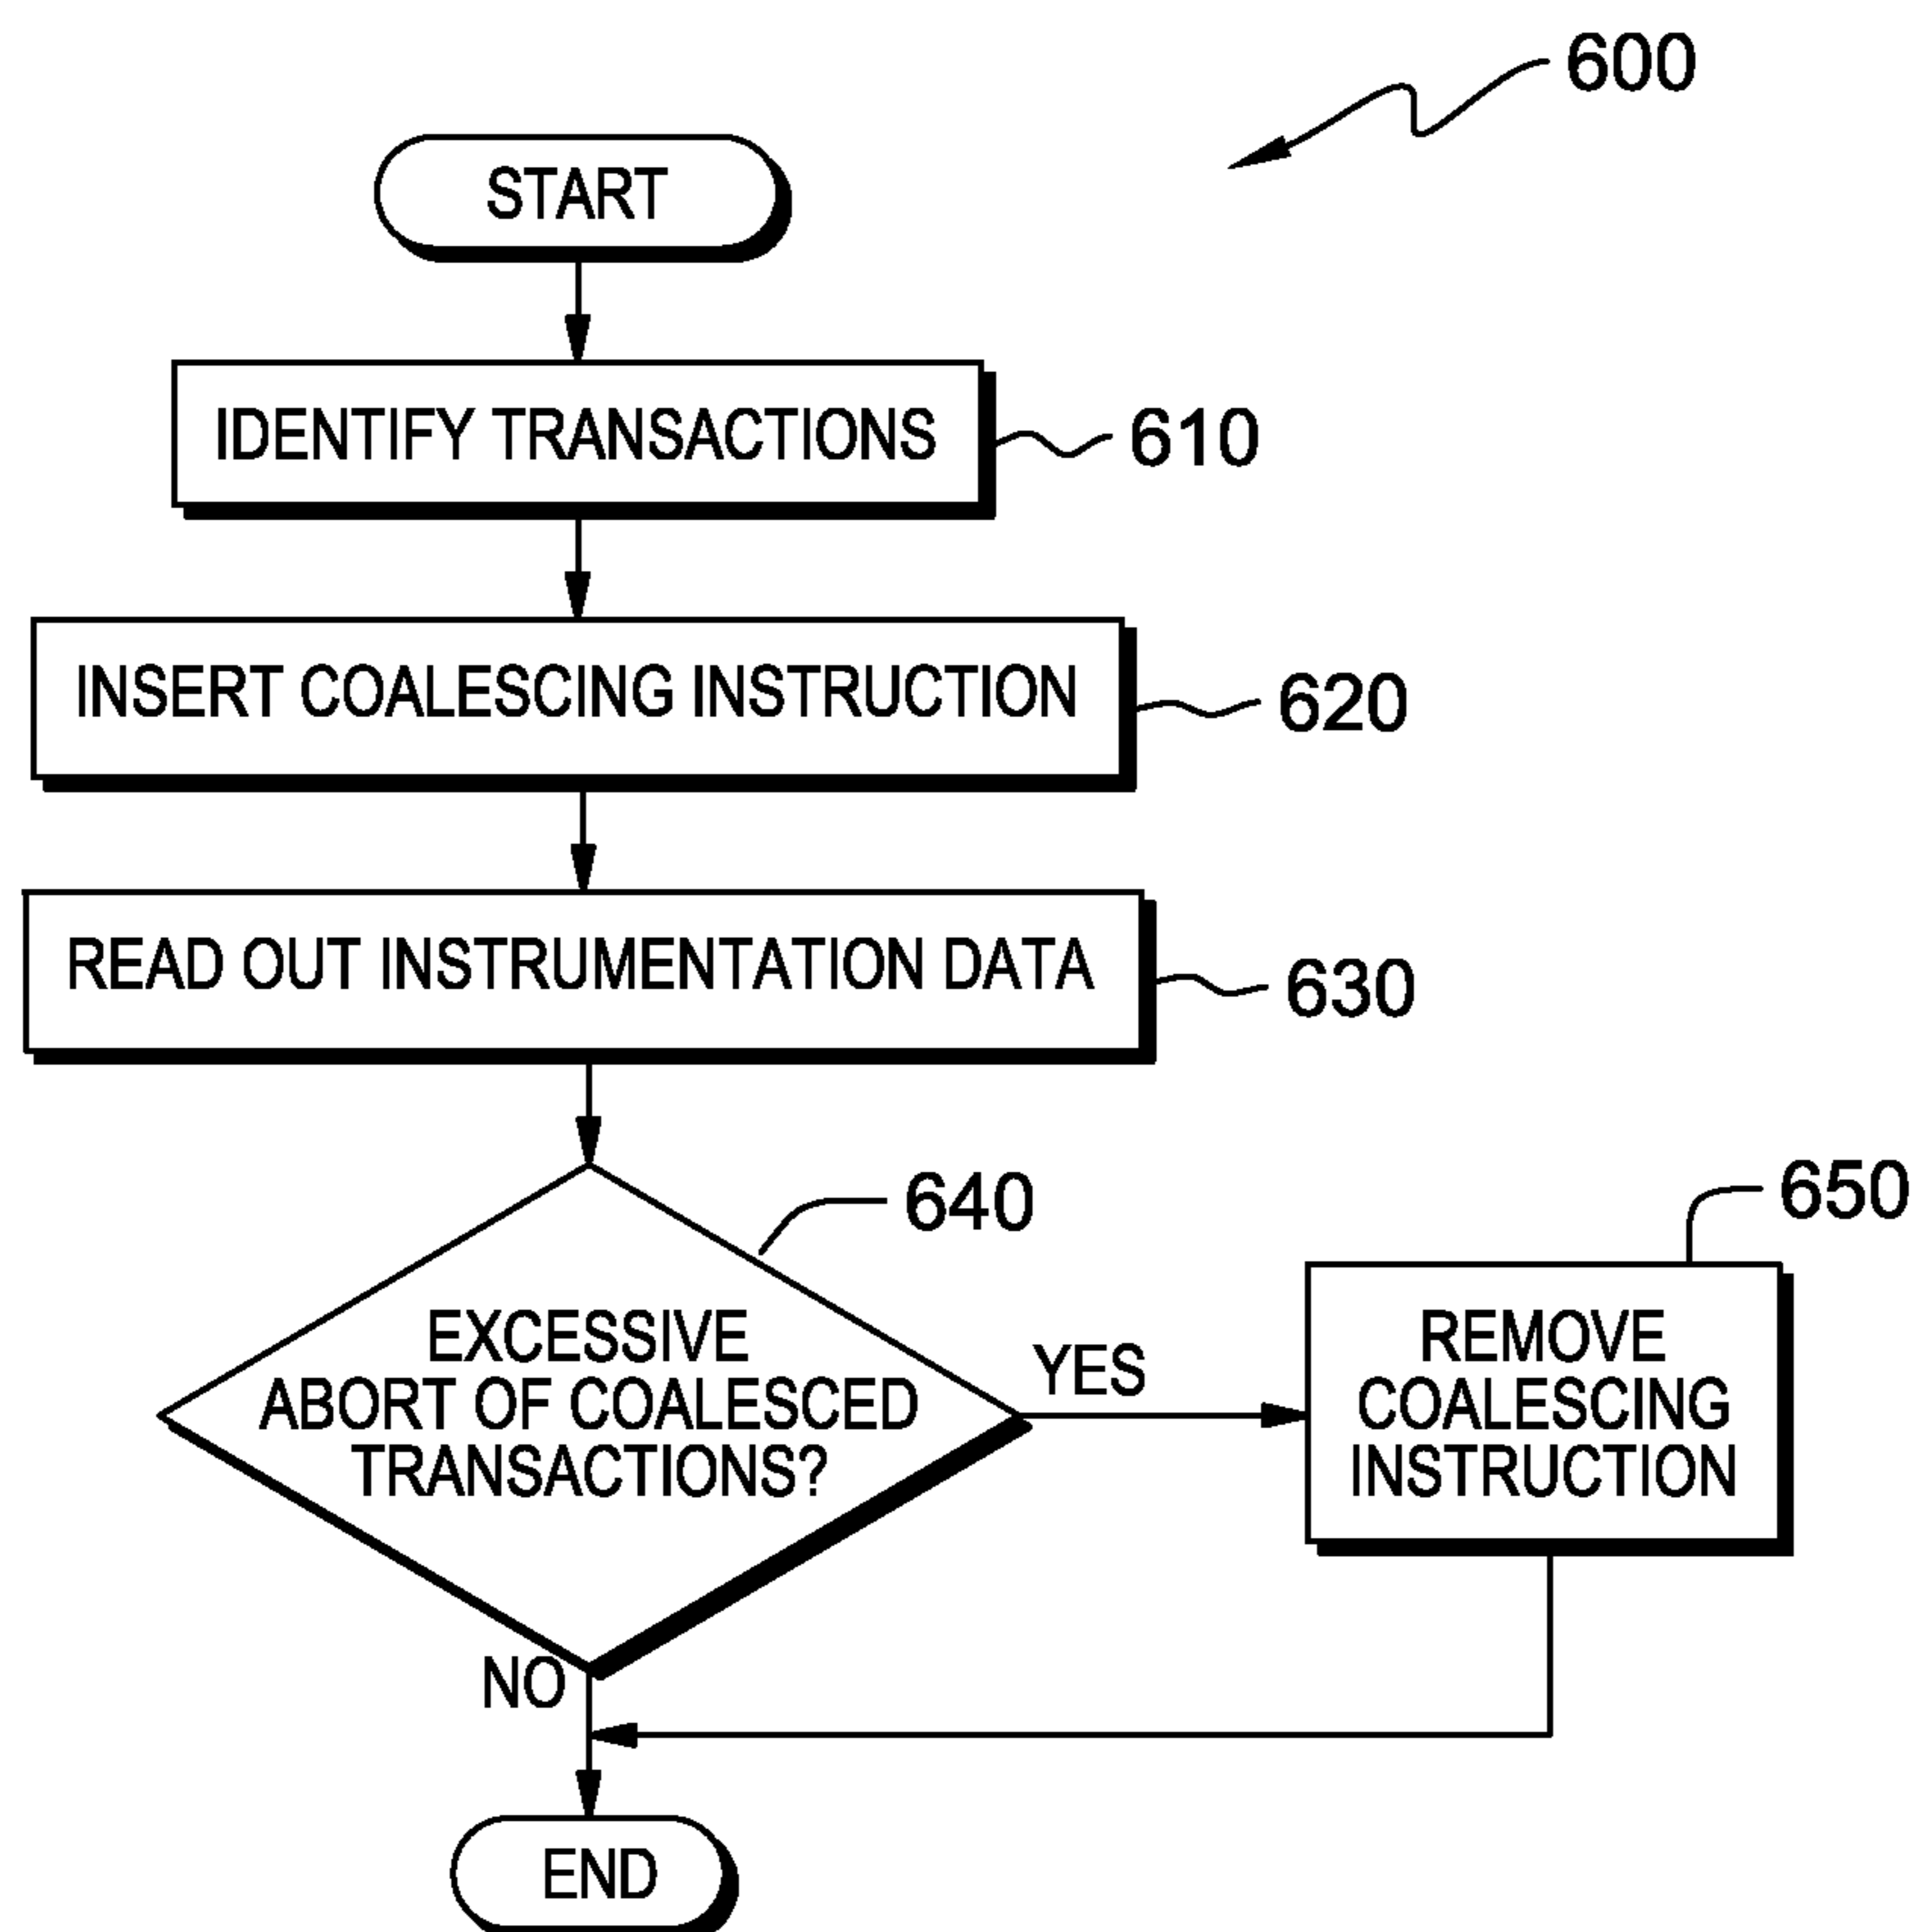 600
START
IDENTIFY TRANSACTIONS
610
INSERT COALESCING INSTRUCTION
620
READ OUT INSTRUMENTATION DATA
630
640
EXCESSIVE
ABORT OF COALESCED
TRANSACTIONS?
YES
650
REMOVE
COALESCING
INSTRUCTION
NO
END